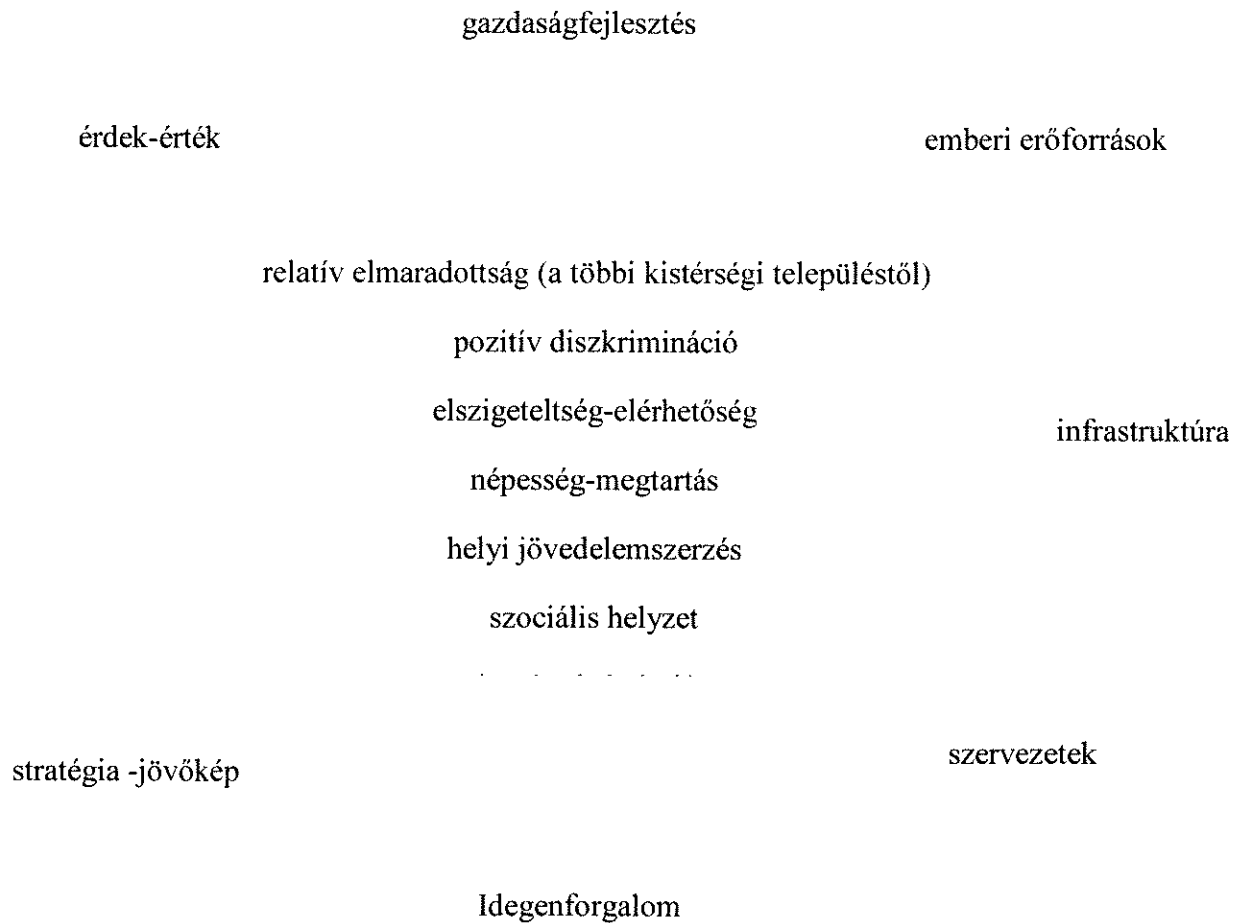 gazdaságfejlesztés
érdek-érték
emberi erőforrások
relatív elmaradottság (a többi kistérségi településtől)
pozitív diszkrimináció
elszigeteltség-elérhetőség
infrastruktúra
népesség-megtartás
helyi jövedelemszerzés
szociális helyzet
szervezetek
stratégia -jövőkép
Idegenforgalom